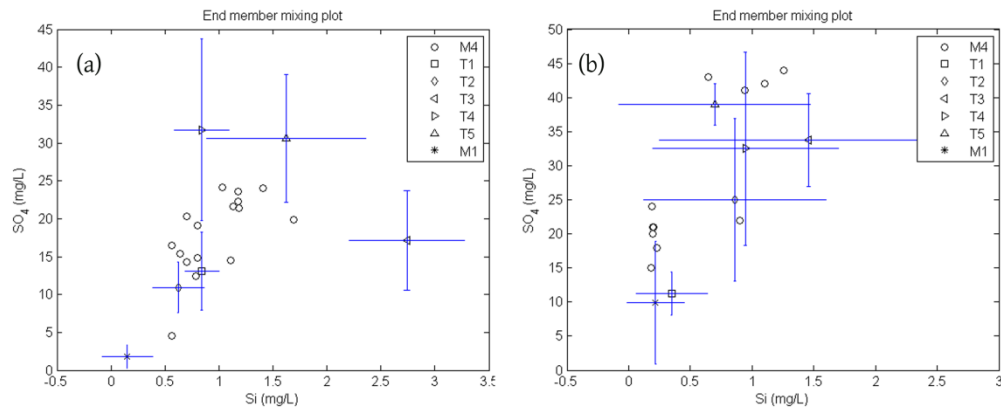 End member mixing plot
(a)
45
40
35
30
25
20
15
10
5
0
SO4 (mg/L)
-0.5 0 0.5 1 1.5 2 2.5 3 3.5
Si (mg/L)
M4
T1
T2
T3
T4
T5
M1
End member mixing plot
(b)
50
45
40
35
30
25
20
15
10
5
0
SO4 (mg/L)
-0.5 0 0.5 1 1.5 2 2.5 3
Si (mg/L)
M4
T1
T2
T3
T4
T5
M1